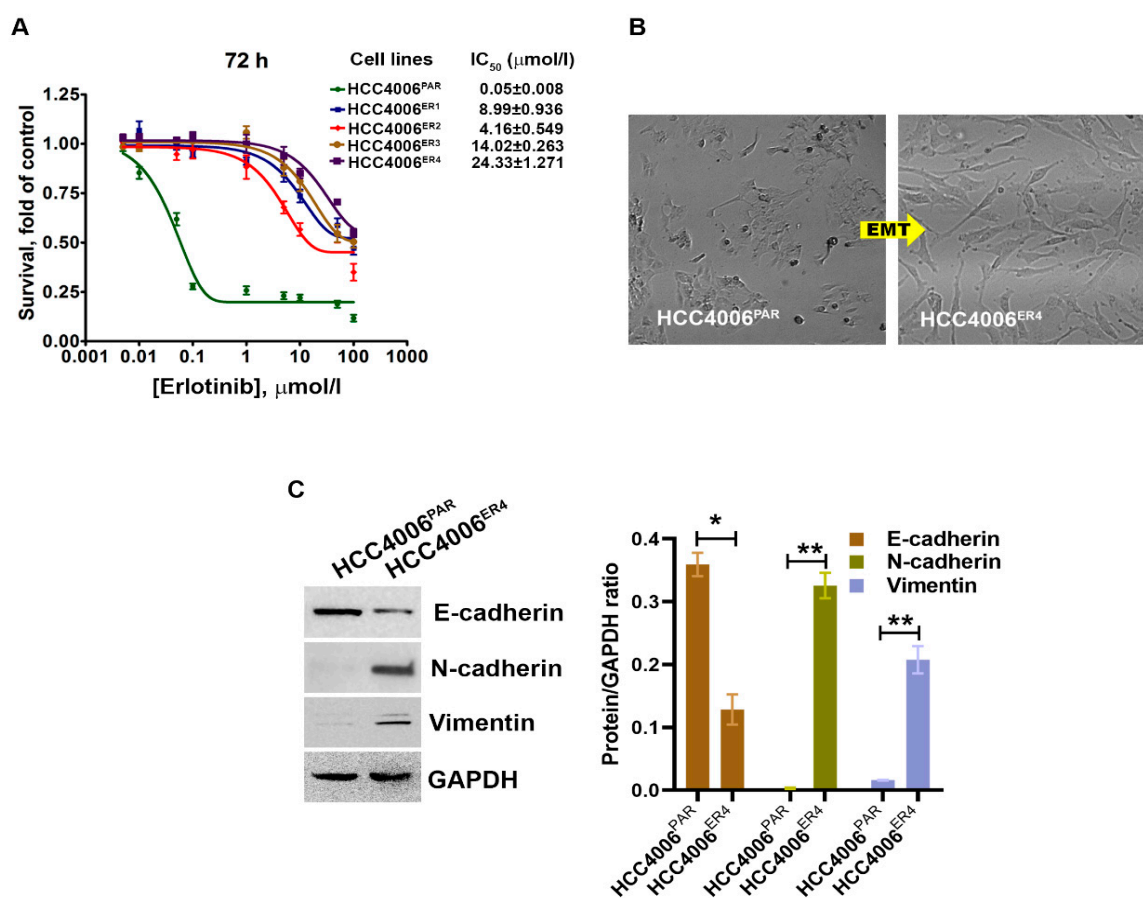 A
72 h
Cell lines IC50 (μmol/l)
HCC4006PAR 0.05±0.008
HCC4006ER1 8.99±0.936
HCC4006ER2 4.16±0.549
HCC4006ER3 14.02±0.263
HCC4006ER4 24.33±1.271
Survival, fold of control
1.25
1.00
0.75
0.50
0.25
0.00
0.001 0.01 0.1 1 10 100 1000
[Erlotinib], μmol/l
B
HCC4006PAR
EMT
HCC4006ER4
C
HCC4006PAR
HCC4006ER4
E-cadherin
N-cadherin
Vimentin
GAPDH
Protein/GAPDH ratio
0.4
0.3
0.2
0.1
0.0
*
**
**
E-cadherin
N-cadherin
Vimentin
HCC4006PAR
HCC4006ER4
HCC4006PAR
HCC4006ER4
HCC4006PAR
HCC4006ER4